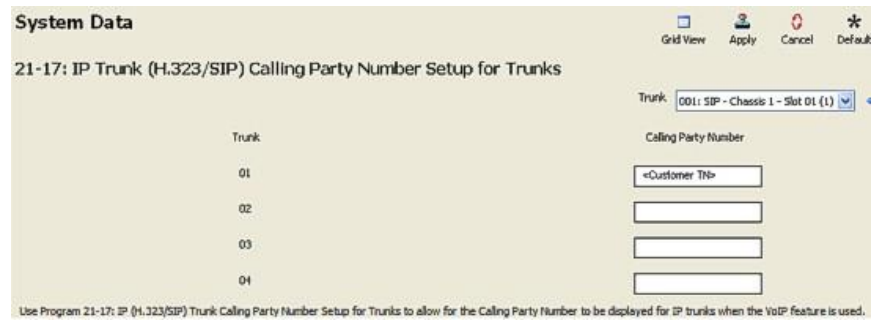 System Data
Grid View Apply Cancel Default
21-17: IP Trunk (H.323/SIP) Calling Party Number Setup for Trunks
Trunk 001: SIP - Chassis 1 - Slot 01 (1)
Trunk Calling Party Number
01 <Customer TN>
02
03
04
Use Program 21-17: IP (H.323/SIP) Trunk Calling Party Number Setup for Trunks to allow for the Calling Party Number to be displayed for IP trunks when the VoIP feature is used.